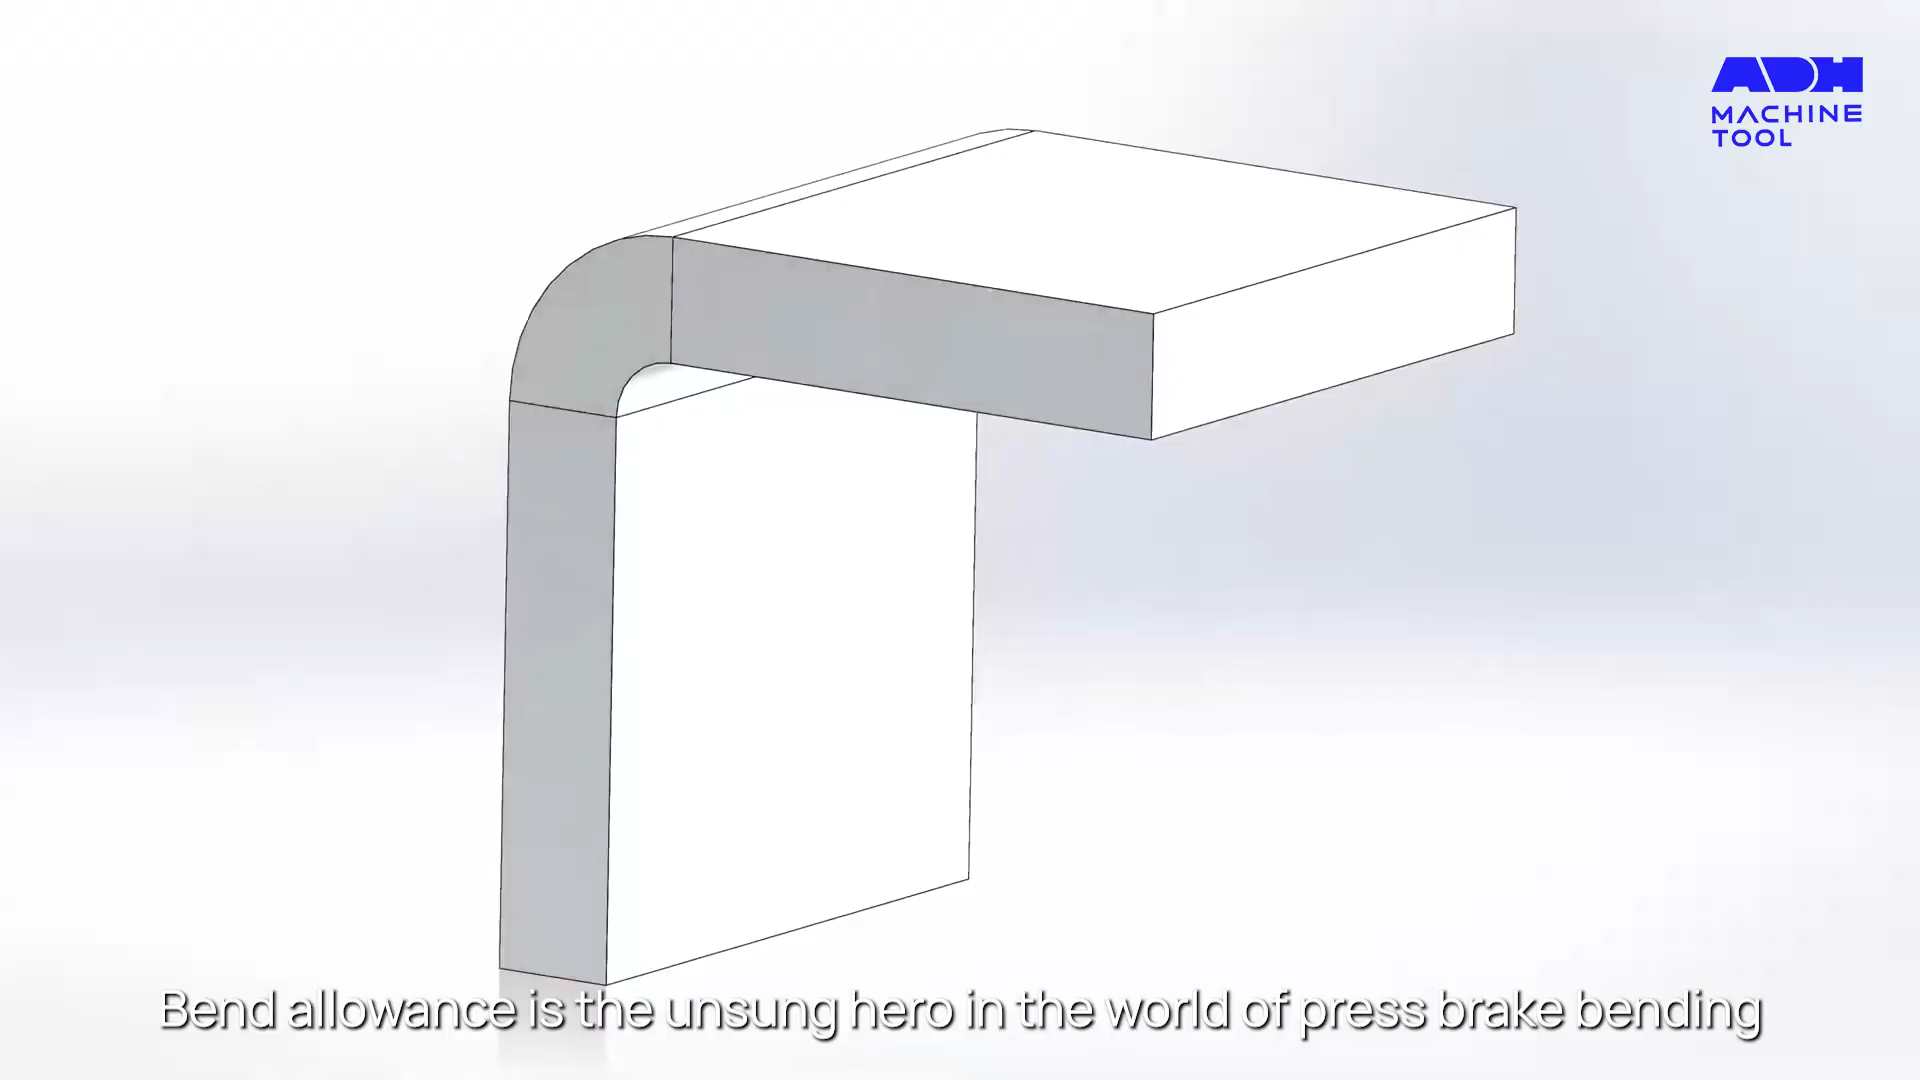 ADH
MACHINE
TOOL
Bend allowance is the unsung hero in the world of press brake bending